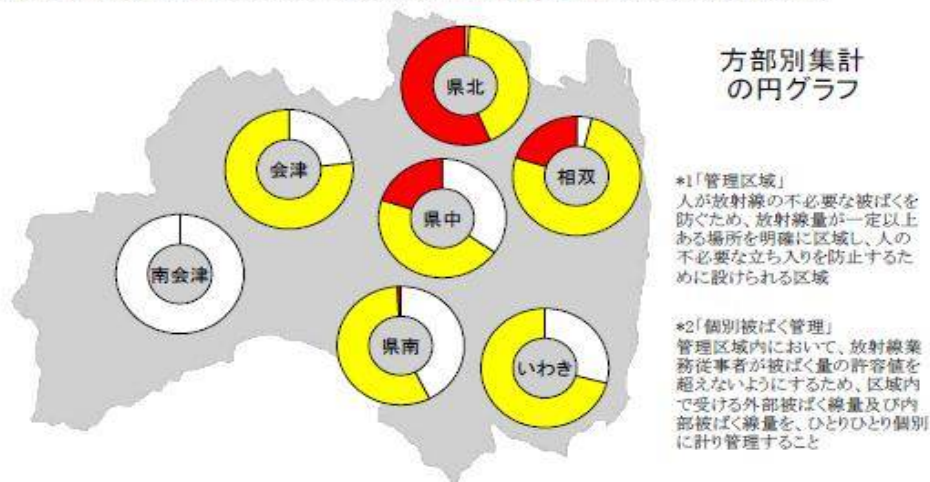 方部別集計
の円グラフ
県北
会津
相双
県中
南会津
県南
いわき
*1「管理区域」
人が放射線の不必要な被ばくを
防ぐため、放射線量が一定以上
ある場所を明確に区域し、人の
不必要な立ち入りを防止するた
めに設けられる区域
*2「個別被ばく管理」
管理区域内において、放射線業
務従事者が被ばく量の許容値を
超えないようにするため、区域内
で受ける外部被ばく線量及び内
部被ばく線量を、ひとりひとり個別
に計り管理すること